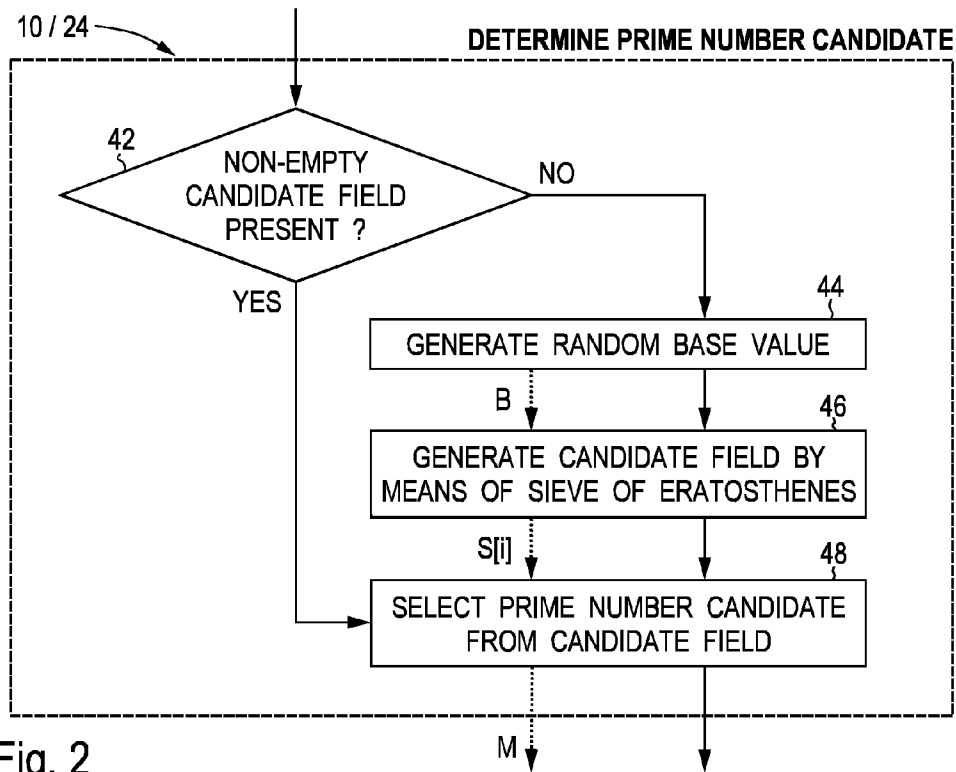 10 / 24
DETERMINE PRIME NUMBER CANDIDATE
42
NON-EMPTY
CANDIDATE FIELD
PRESENT ?
NO
YES
44
GENERATE RANDOM BASE VALUE
B
46
GENERATE CANDIDATE FIELD BY
MEANS OF SIEVE OF ERATOSTHENES
S[i]
48
SELECT PRIME NUMBER CANDIDATE
FROM CANDIDATE FIELD
M
Fig. 2